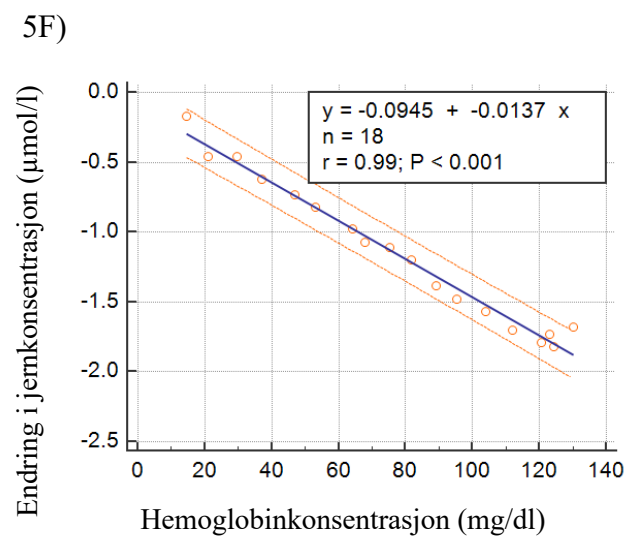 5F)
y = -0.0945 + -0.0137 x
n = 18
r = 0.99; P < 0.001
Endring i jernkonsentrasjon (µmol/l)
0.0
-0.5
-1.0
-1.5
-2.0
-2.5
0 20 40 60 80 100 120 140
Hemoglobinkonsentrasjon (mg/dl)